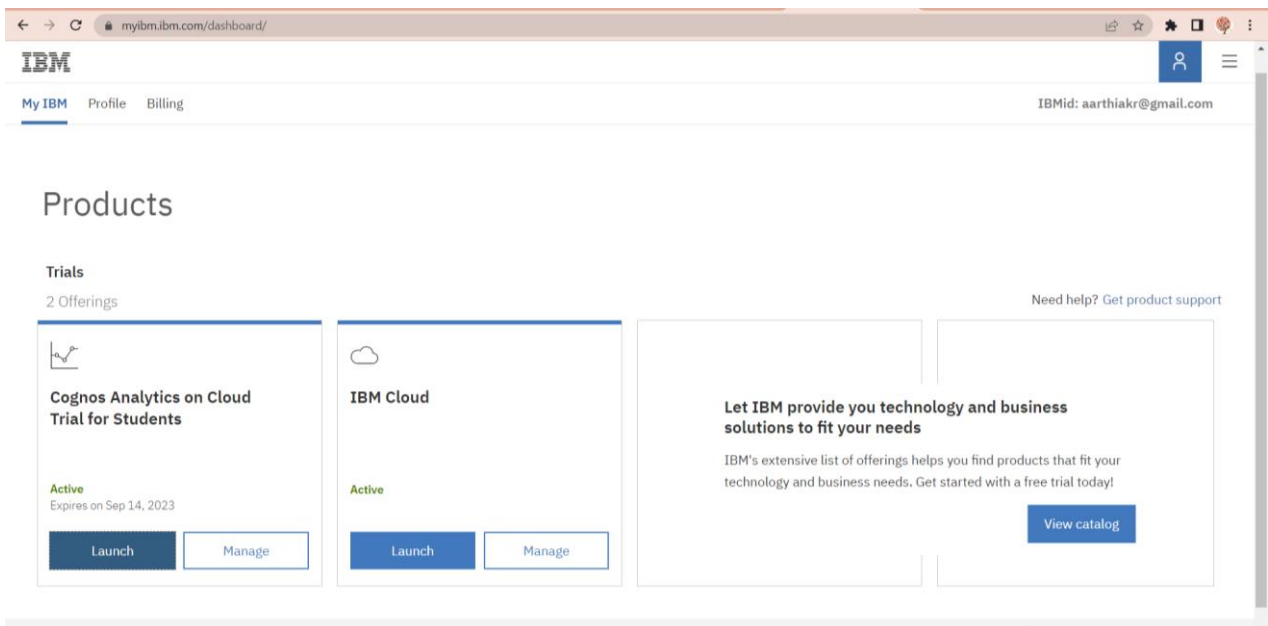 myibm.ibm.com/dashboard/
IBM
My IBM Profile Billing
IBMid: aarthiakr@gmail.com
Products
Trials
2 Offerings
Need help? Get product support
Cognos Analytics on Cloud
Trial for Students
Active
Expires on Sep 14, 2023
Launch Manage
IBM Cloud
Active
Launch Manage
Let IBM provide you technology and business
solutions to fit your needs
IBM's extensive list of offerings helps you find products that fit your
technology and business needs. Get started with a free trial today!
View catalog